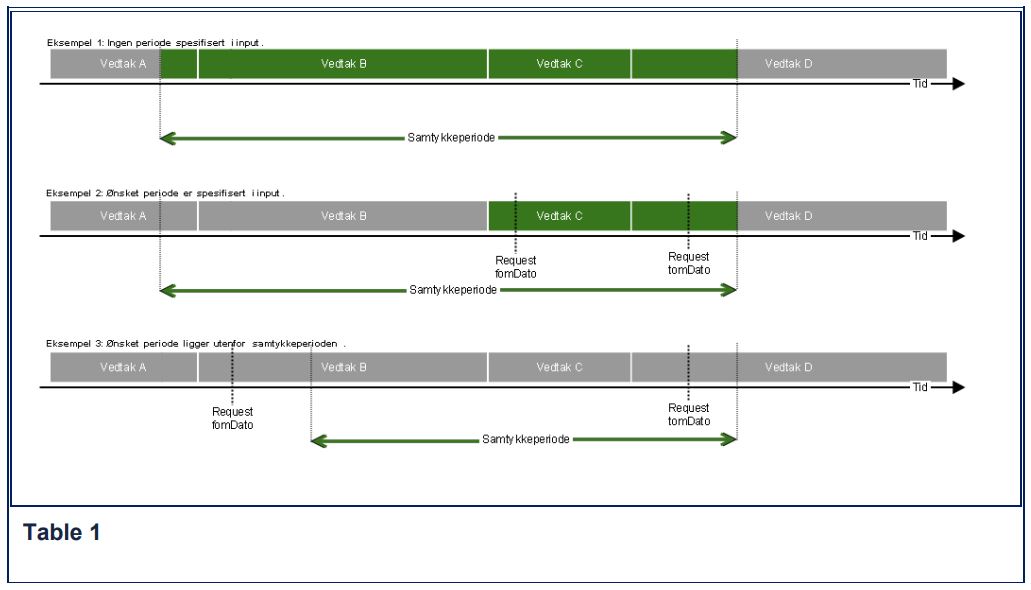 Eksempel 1: Ingen periode spesifisert i input.
Vedtak A Vedtak B Vedtak C Vedtak D
Tid
Samtykkeperiode
Eksempel 2: Ønsket periode er spesifisert i input.
Vedtak A Vedtak B Vedtak C Vedtak D
Tid
Request
fomDato
Request
tomDato
Samtykkeperiode
Eksempel 3: Ønsket periode ligger utenfor samtykkeperioden.
Vedtak A Vedtak B Vedtak C Vedtak D
Tid
Request
fomDato
Request
tomDato
Samtykkeperiode
Table 1